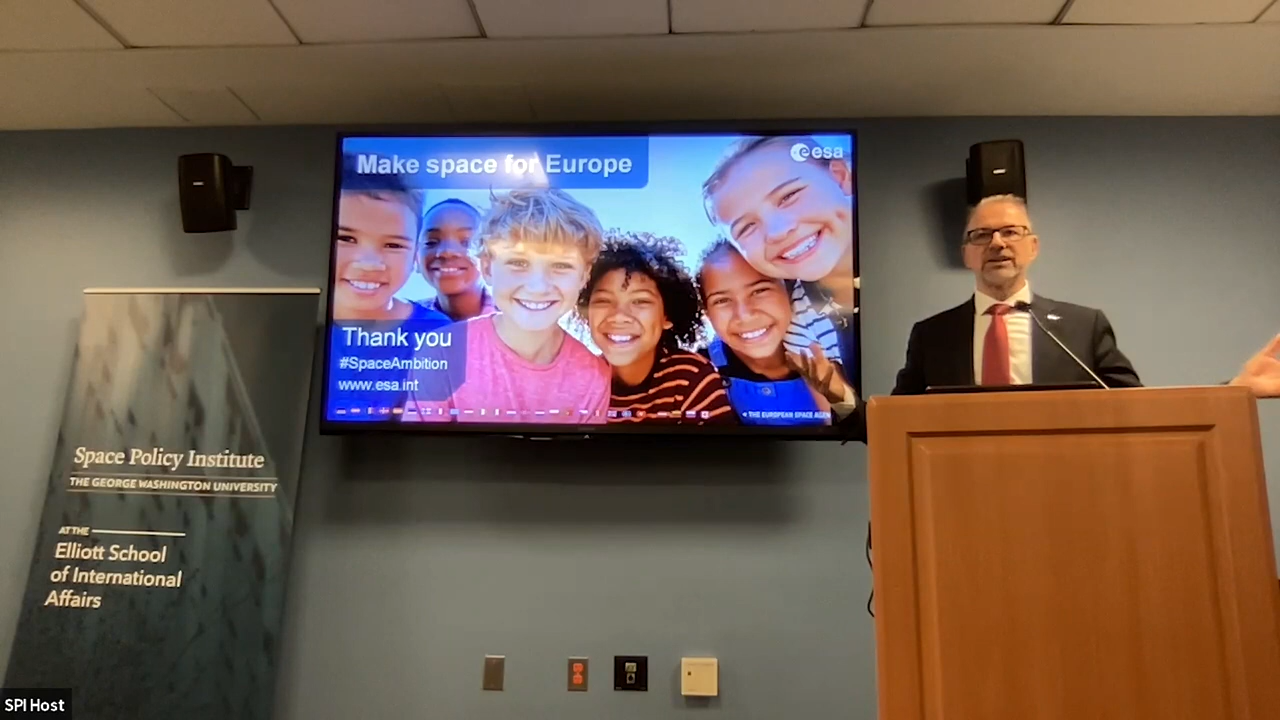 Make space for Europe
esa
Thank you
#SpaceAmbition
www.esa.int
THE EUROPEAN SPACE
Space Policy Institute
THE GEORGE WASHINGTON UNIVERSITY
AT THE
Elliott School
of International
Affairs
SPI Host